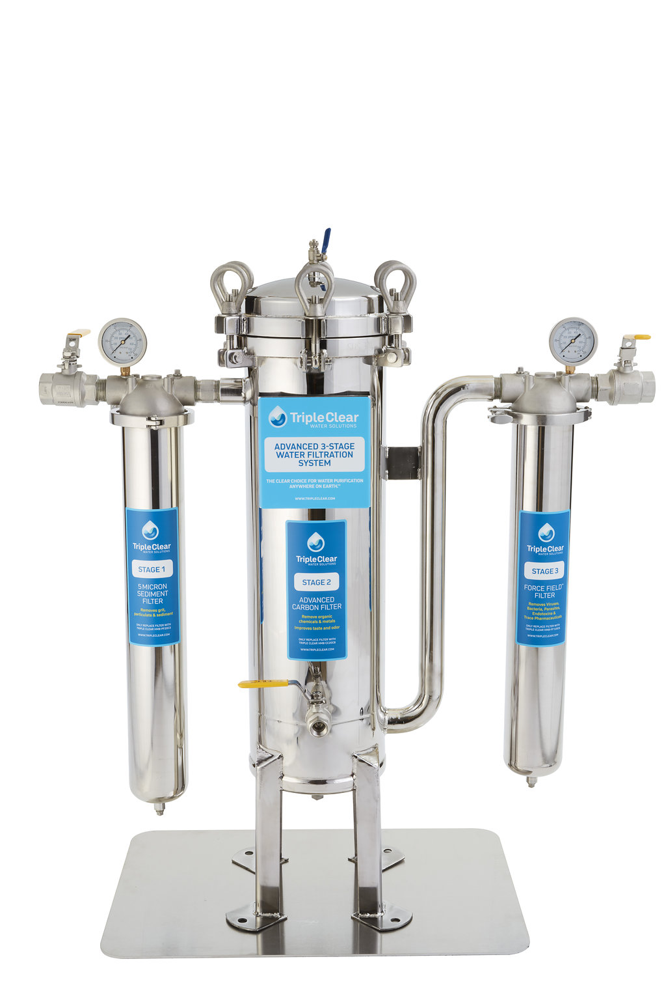 TripleClear
WATER SOLUTIONS
ADVANCED 3-STAGE
WATER FILTRATION
SYSTEM
THE CLEAR CHOICE FOR WATER PURIFICATION
ANYWHERE ON EARTH.™
WWW.TRIPLECLEAR.COM
TripleClear
WATER SOLUTIONS
STAGE 1
5 MICRON
SEDIMENT
FILTER
Removes grit,
particulate & sediment
ONLY REPLACE FILTER WITH
TRIPLE CLEAR HMB-PF20C3
WWW.TRIPLECLEAR.COM
TripleClear
WATER SOLUTIONS
STAGE 2
ADVANCED
CARBON FILTER
Remove organic
chemicals & metals
Improves taste and odor
ONLY REPLACE FILTER WITH
TRIPLE CLEAR HMB-CC20C8
WWW.TRIPLECLEAR.COM
TripleClear
WATER SOLUTIONS
STAGE 3
FORCE FIELD™
FILTER
Removes Viruses,
Bacteria, Parasites,
Endotoxins &
Trace Pharmaceuticals
ONLY REPLACE FILTER WITH
TRIPLE CLEAR
WWW.TRIPLECLEAR.COM